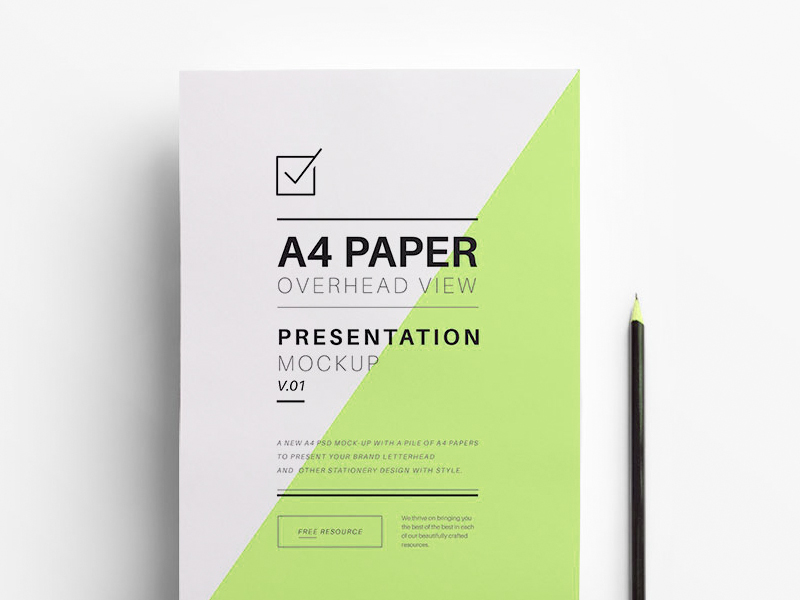 A4 PAPER
OVERHEAD VIEW
PRESENTATION
MOCKUP
V.01
A NEW A4 PSD MOCK-UP WITH A PILE OF A4 PAPERS
TO PRESENT YOUR BRAND LETTERHEAD
AND OTHER STATIONERY DESIGN WITH STYLE.
FREE RESOURCE
We thrive on bringing you
the best of the best in each
of our beautifully crafted
resources.